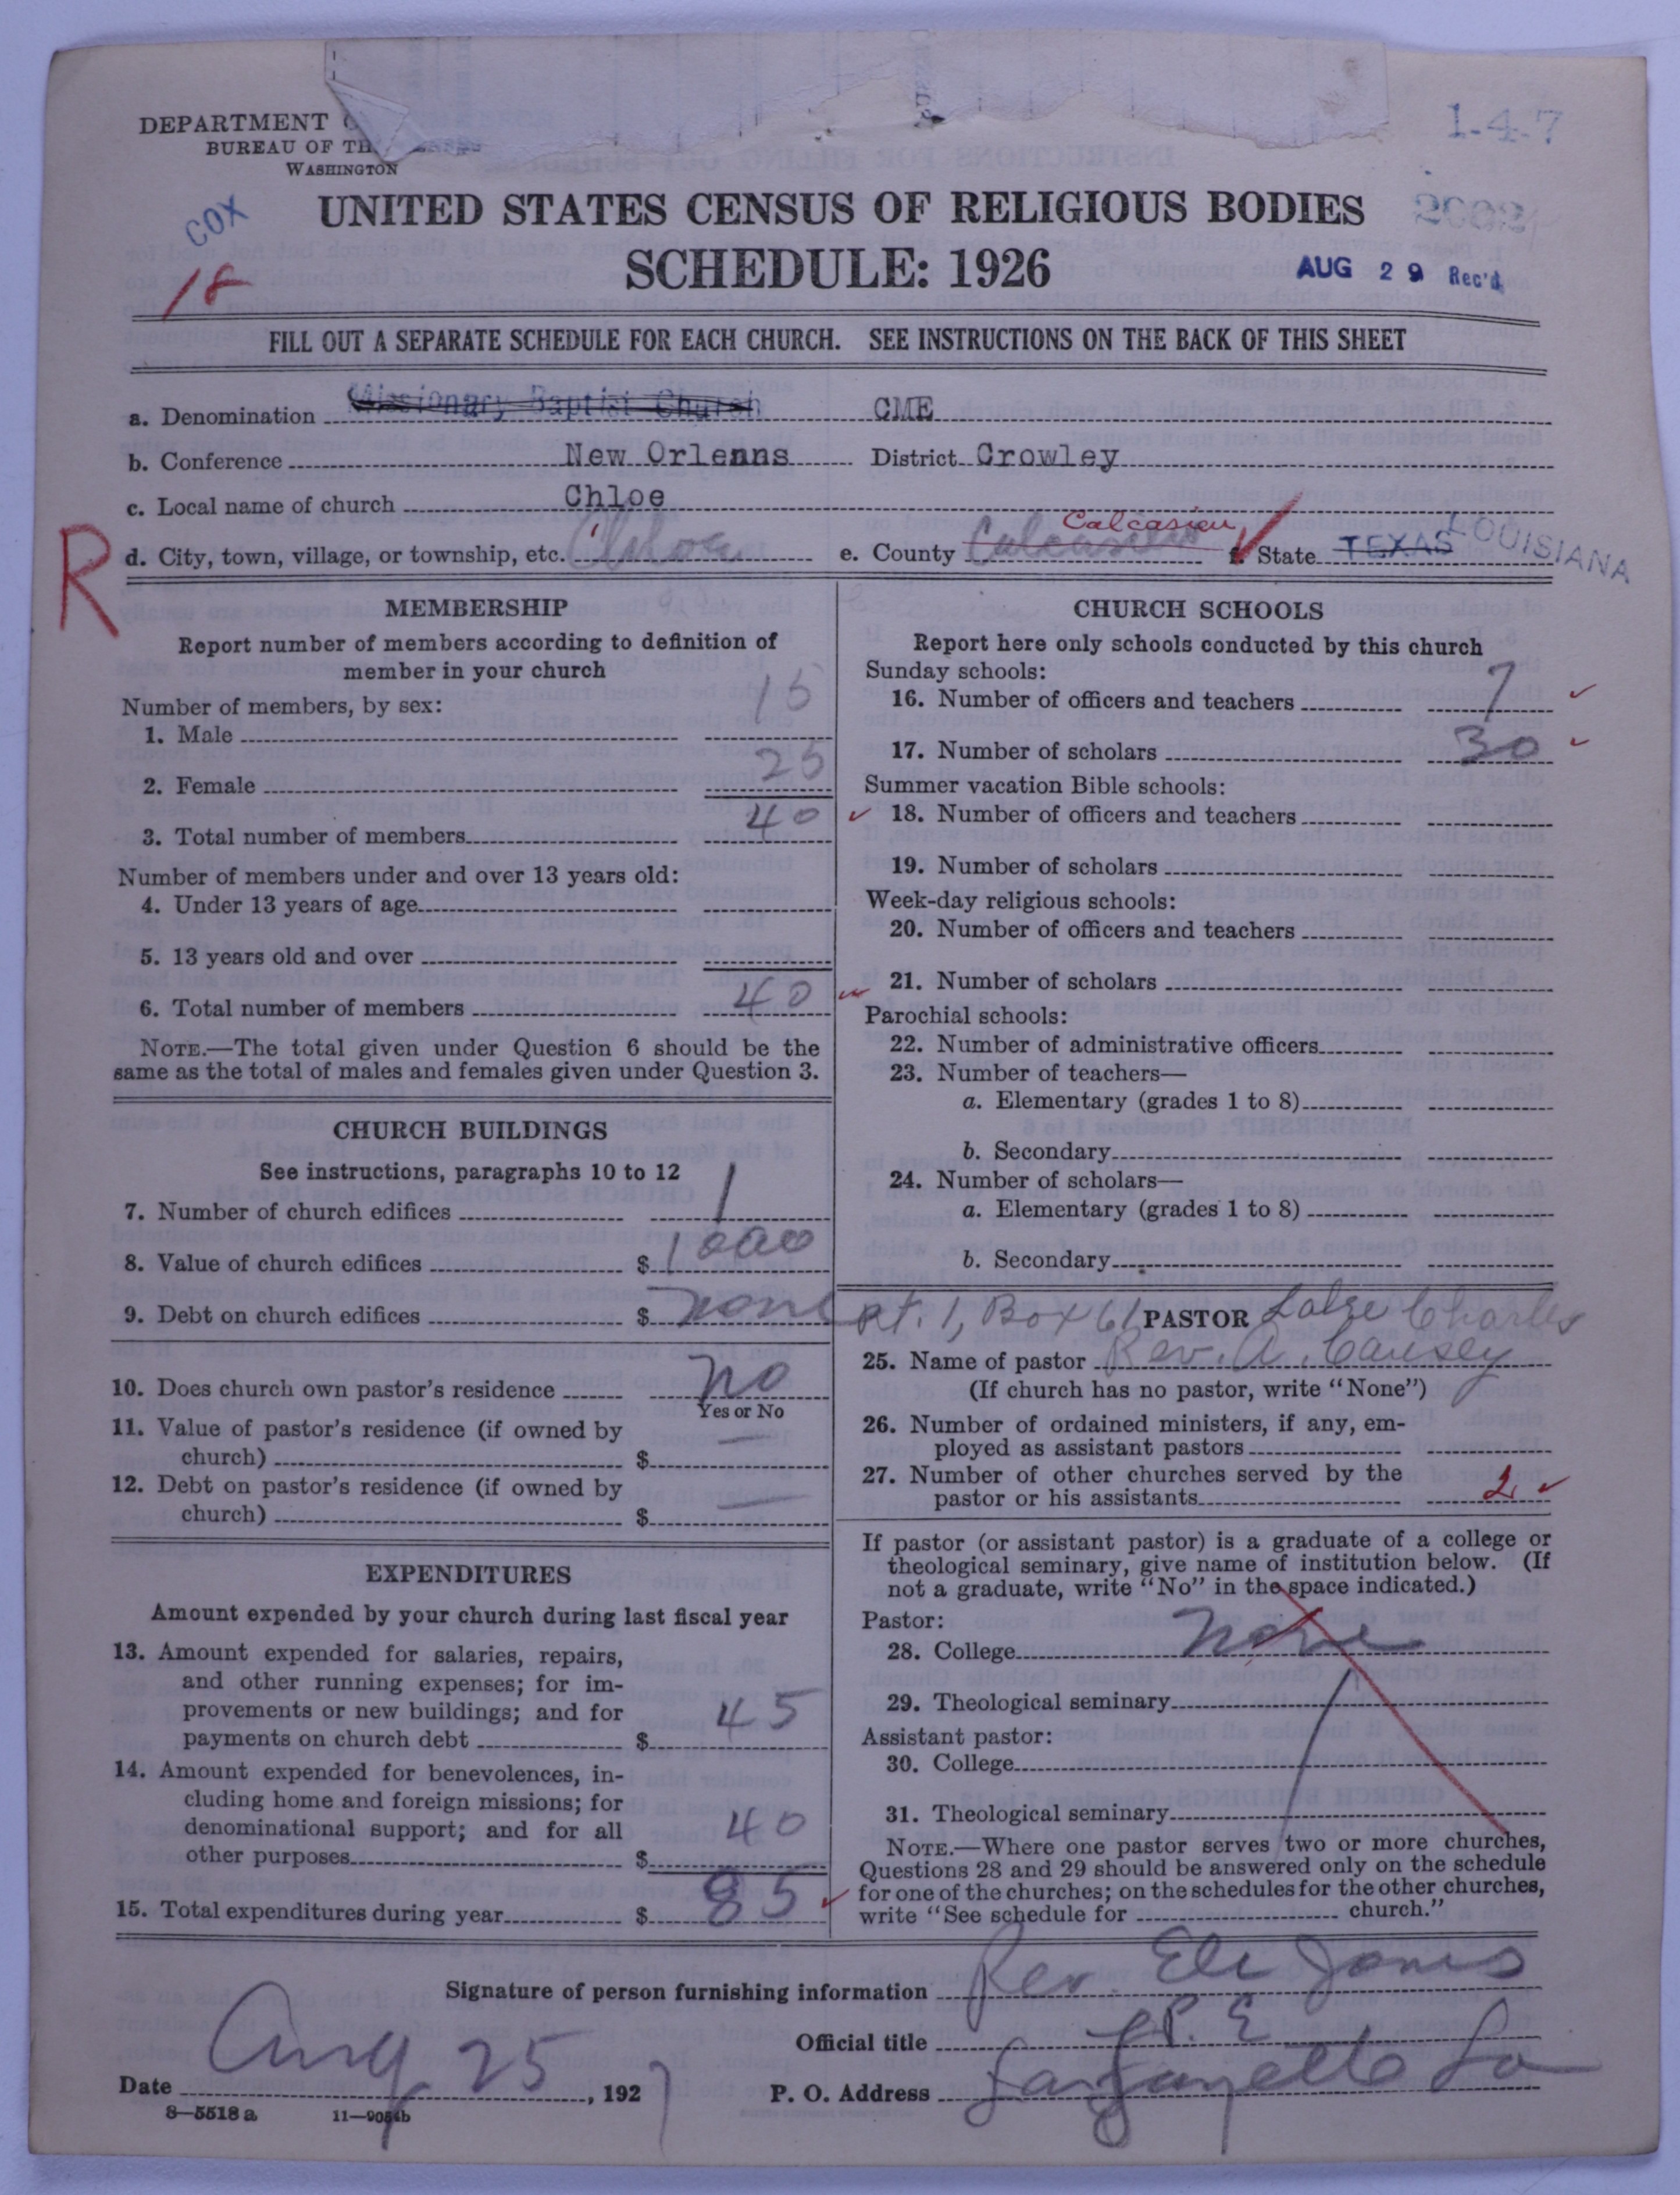 1-4-7
DEPARTMENT
BUREAU OF TH
WASHINGTON
COX
18
UNITED STATES CENSUS OF RELIGIOUS BODIES
SCHEDULE: 1926
AUG 29 Rec'd
FILL OUT A SEPARATE SCHEDULE FOR EACH CHURCH. SEE INSTRUCTIONS ON THE BACK OF THIS SHEET
a. Denomination Missionary Baptist Church CME
b. Conference New Orlenns District Crowley
c. Local name of church Chloe
d. City, town, village, or township, etc. Chloe e. County Calcasieu Calcasieu f. State TEXAS LOUISIANA
R
MEMBERSHIP
Report number of members according to definition of
member in your church
Number of members, by sex:
1. Male 15
2. Female 25
3. Total number of members 40
Number of members under and over 13 years old:
4. Under 13 years of age
5. 13 years old and over
6. Total number of members 40
NOTE.—The total given under Question 6 should be the
same as the total of males and females given under Question 3.
CHURCH BUILDINGS
See instructions, paragraphs 10 to 12
7. Number of church edifices 1
8. Value of church edifices $ 1000
9. Debt on church edifices $ none
10. Does church own pastor's residence no
Yes or No
11. Value of pastor's residence (if owned by
church) $ —
12. Debt on pastor's residence (if owned by
church) $ —
EXPENDITURES
Amount expended by your church during last fiscal year
13. Amount expended for salaries, repairs,
and other running expenses; for im-
provements or new buildings; and for
payments on church debt $ 45
14. Amount expended for benevolences, in-
cluding home and foreign missions; for
denominational support; and for all
other purposes $ 40
15. Total expenditures during year $ 85
CHURCH SCHOOLS
Report here only schools conducted by this church
Sunday schools:
16. Number of officers and teachers 7
17. Number of scholars 30
Summer vacation Bible schools:
18. Number of officers and teachers
19. Number of scholars
Week-day religious schools:
20. Number of officers and teachers
21. Number of scholars
Parochial schools:
22. Number of administrative officers
23. Number of teachers—
a. Elementary (grades 1 to 8)
b. Secondary
24. Number of scholars—
a. Elementary (grades 1 to 8)
b. Secondary
Rt. 1, Box 61 PASTOR Lake Charles
25. Name of pastor Rev. A. Causey
(If church has no pastor, write "None")
26. Number of ordained ministers, if any, em-
ployed as assistant pastors
27. Number of other churches served by the
pastor or his assistants 2
If pastor (or assistant pastor) is a graduate of a college or
theological seminary, give name of institution below. (If
not a graduate, write "No" in the space indicated.)
Pastor:
28. College none
29. Theological seminary
Assistant pastor:
30. College
31. Theological seminary
NOTE.—Where one pastor serves two or more churches,
Questions 28 and 29 should be answered only on the schedule
for one of the churches; on the schedules for the other churches,
write "See schedule for church."
Signature of person furnishing information Rev. Eli Jones
Official title P. E
Date Aug 25, 1927 P. O. Address Lafayette La
8—5518 a 11—9051b